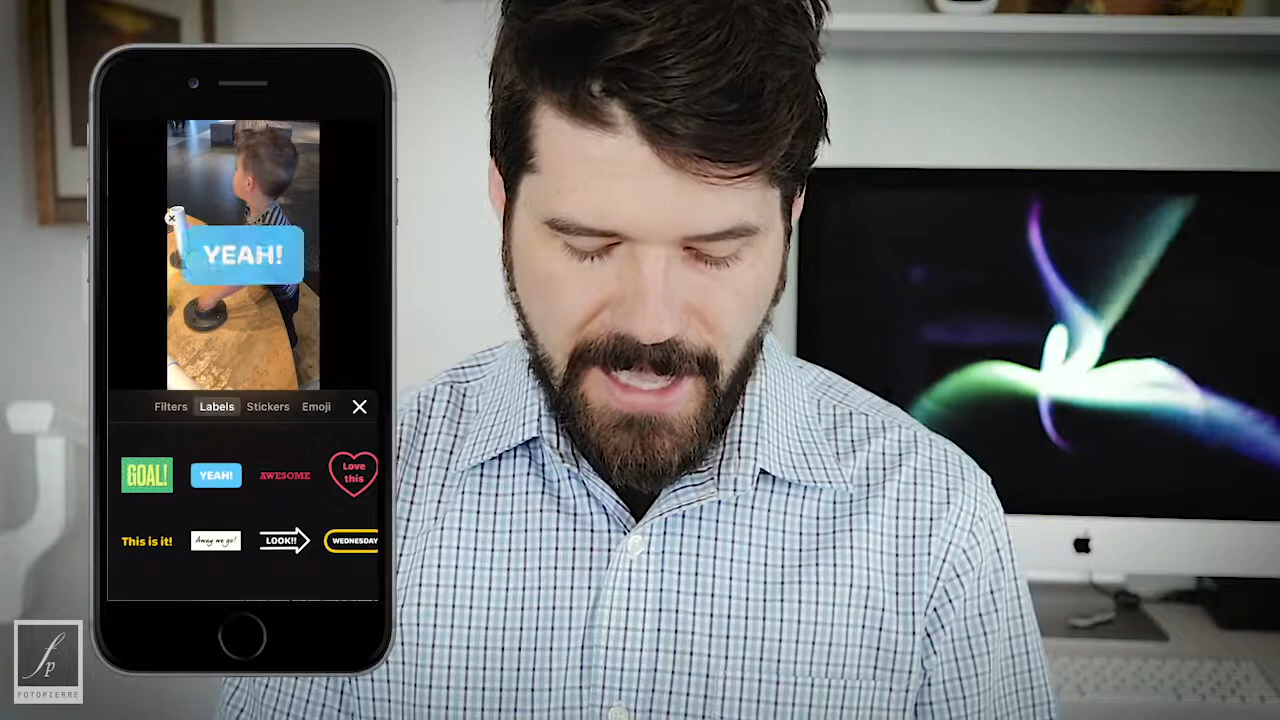 YEAH!
Filters Labels Stickers Emoji
GOAL! YEAH! AWESOME Love this
This is it! Away we go! LOOK!! WEDNESDAY
fp
FOTOPIERRE